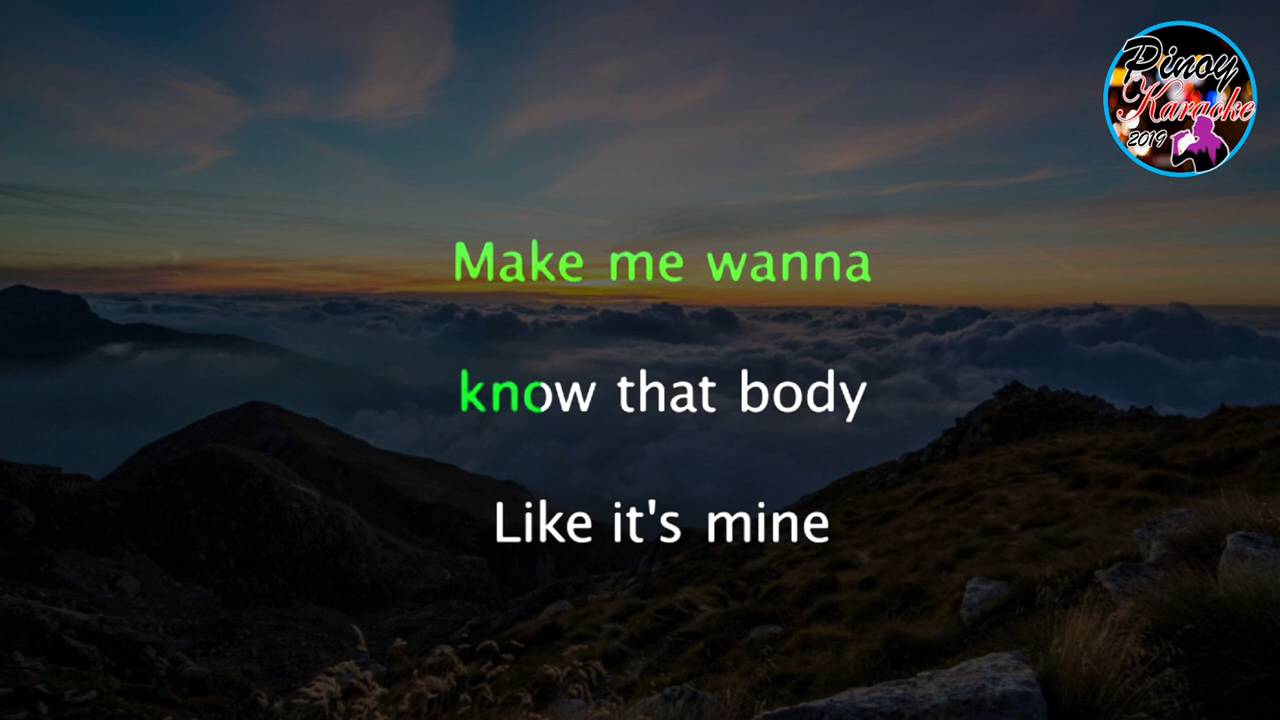 Pinoy
Karaoke
2019
Make me wanna
know that body
Like it's mine